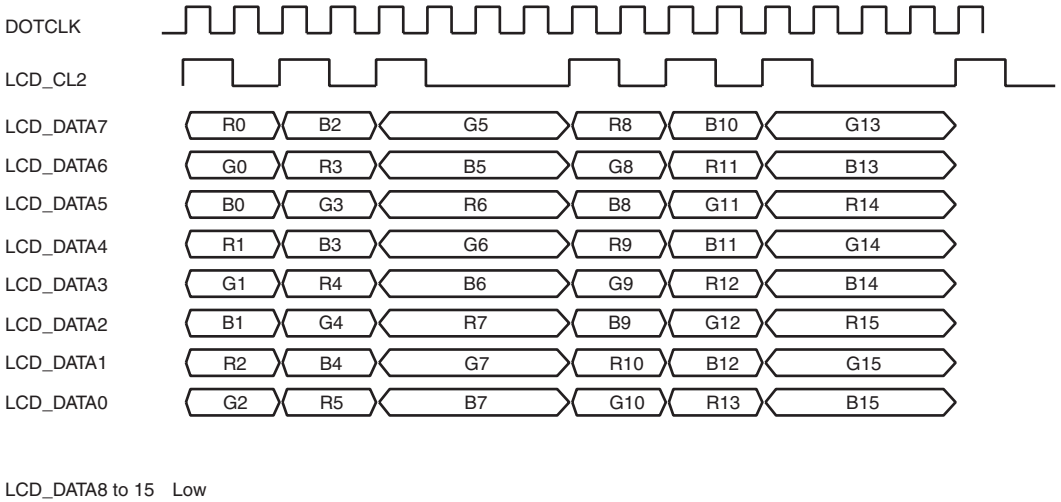 DOTCLK
LCD_CL2
LCD_DATA7 R0 B2 G5 R8 B10 G13
LCD_DATA6 G0 R3 B5 G8 R11 B13
LCD_DATA5 B0 G3 R6 B8 G11 R14
LCD_DATA4 R1 B3 G6 R9 B11 G14
LCD_DATA3 G1 R4 B6 G9 R12 B14
LCD_DATA2 B1 G4 R7 B9 G12 R15
LCD_DATA1 R2 B4 G7 R10 B12 G15
LCD_DATA0 G2 R5 B7 G10 R13 B15
LCD_DATA8 to 15 Low